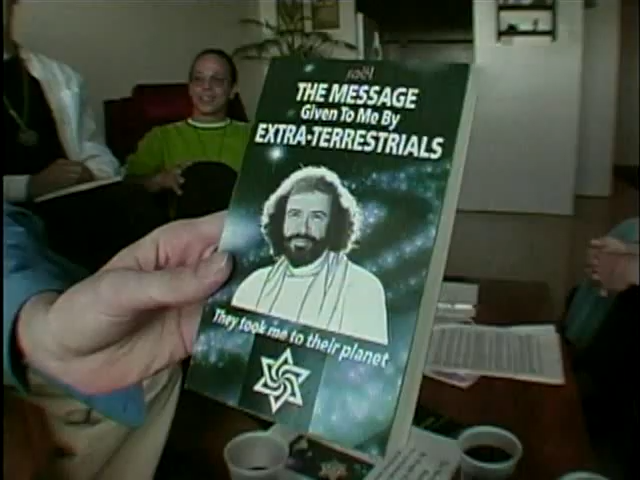 raël
THE MESSAGE
Given To Me By
EXTRA-TERRESTRIALS
They took me to their planet